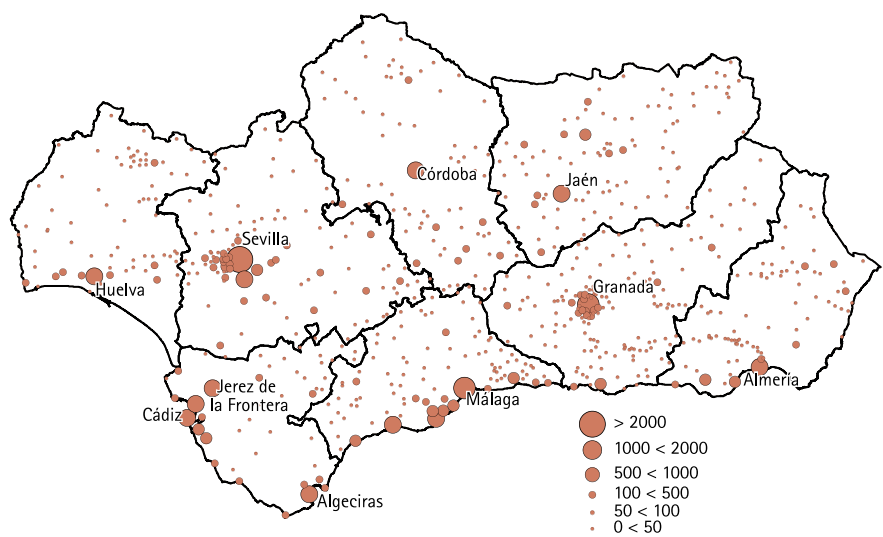 Córdoba
Jaén
Sevilla
Huelva
Granada
Jerez de
la Frontera
Cádiz
Málaga
Almería
Algeciras
> 2000
1000 < 2000
500 < 1000
100 < 500
50 < 100
0 < 50